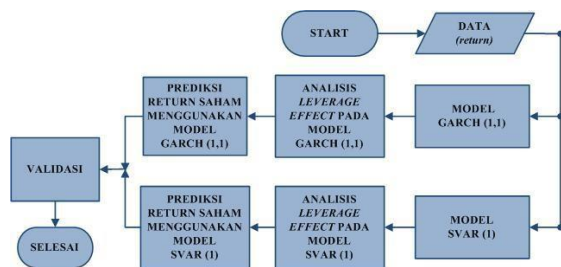 START
DATA
(return)
PREDIKSI
RETURN SAHAM
MENGGUNAKAN
MODEL
GARCH (1,1)
ANALISIS
LEVERAGE
EFFECT PADA
MODEL
GARCH (1,1)
MODEL
GARCH (1,1)
VALIDASI
PREDIKSI
RETURN SAHAM
MENGGUNAKAN
MODEL
SVAR (1)
ANALISIS
LEVERAGE
EFFECT PADA
MODEL
SVAR (1)
MODEL
SVAR (1)
SELESAI